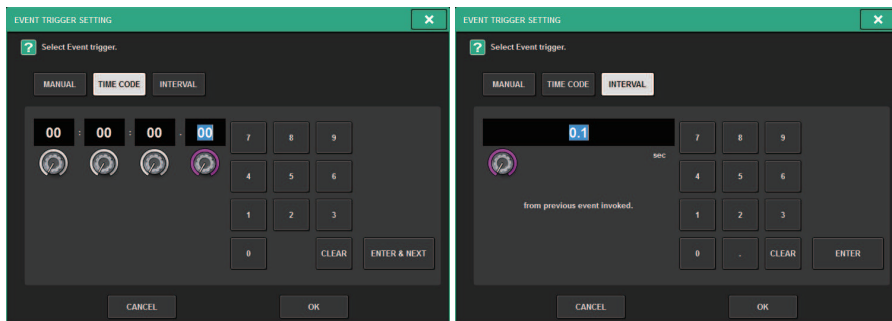 EVENT TRIGGER SETTING
? Select Event trigger.
MANUAL TIME CODE INTERVAL
00 : 00 : 00 . 00
7 8 9
4 5 6
1 2 3
0 CLEAR ENTER & NEXT
CANCEL OK
EVENT TRIGGER SETTING
? Select Event trigger.
MANUAL TIME CODE INTERVAL
0.1
sec
from previous event invoked.
7 8 9
4 5 6
1 2 3
0 . CLEAR ENTER
CANCEL OK